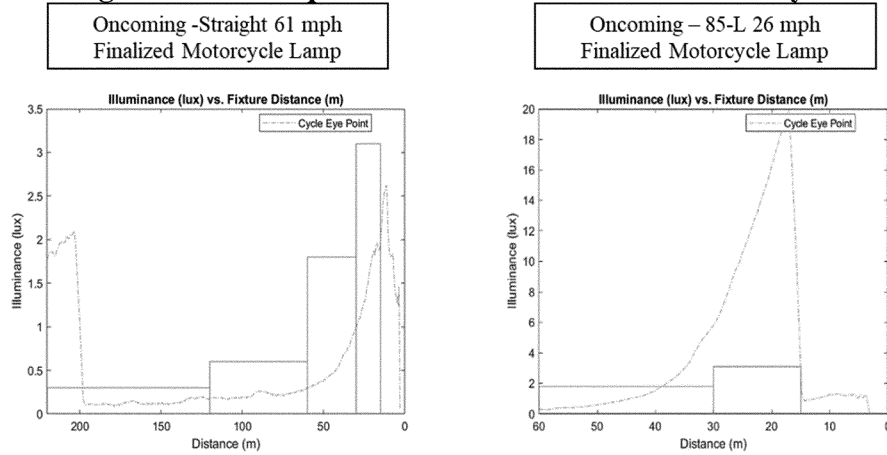 Oncoming -Straight 61 mph
Finalized Motorcycle Lamp
Oncoming – 85-L 26 mph
Finalized Motorcycle Lamp
Illuminance (lux) vs. Fixture Distance (m)
Cycle Eye Point
3.5
3
2.5
2
1.5
1
0.5
0
Illuminance (lux)
200
150
100
50
0
Distance (m)
Illuminance (lux) vs. Fixture Distance (m)
Cycle Eye Point
20
18
16
14
12
10
8
6
4
2
0
Illuminance (lux)
60
50
40
30
20
10
0
Distance (m)